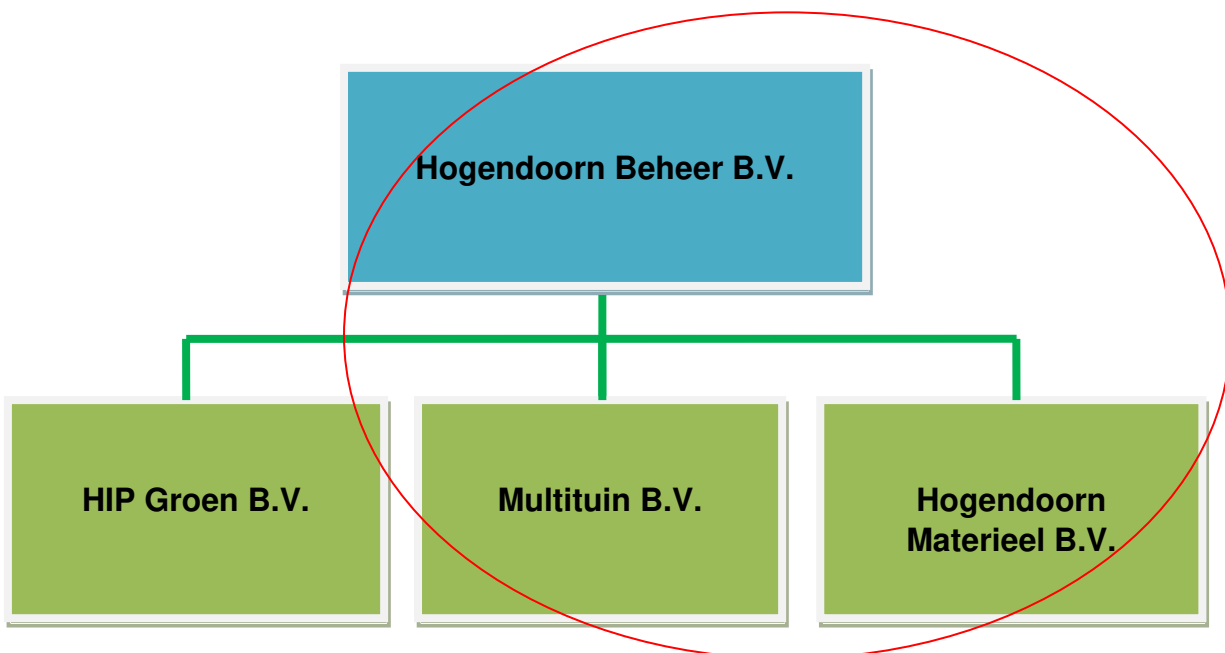 Hogendoorn Beheer B.V.
HIP Groen B.V.
Multituin B.V.
Hogendoorn
Materieel B.V.